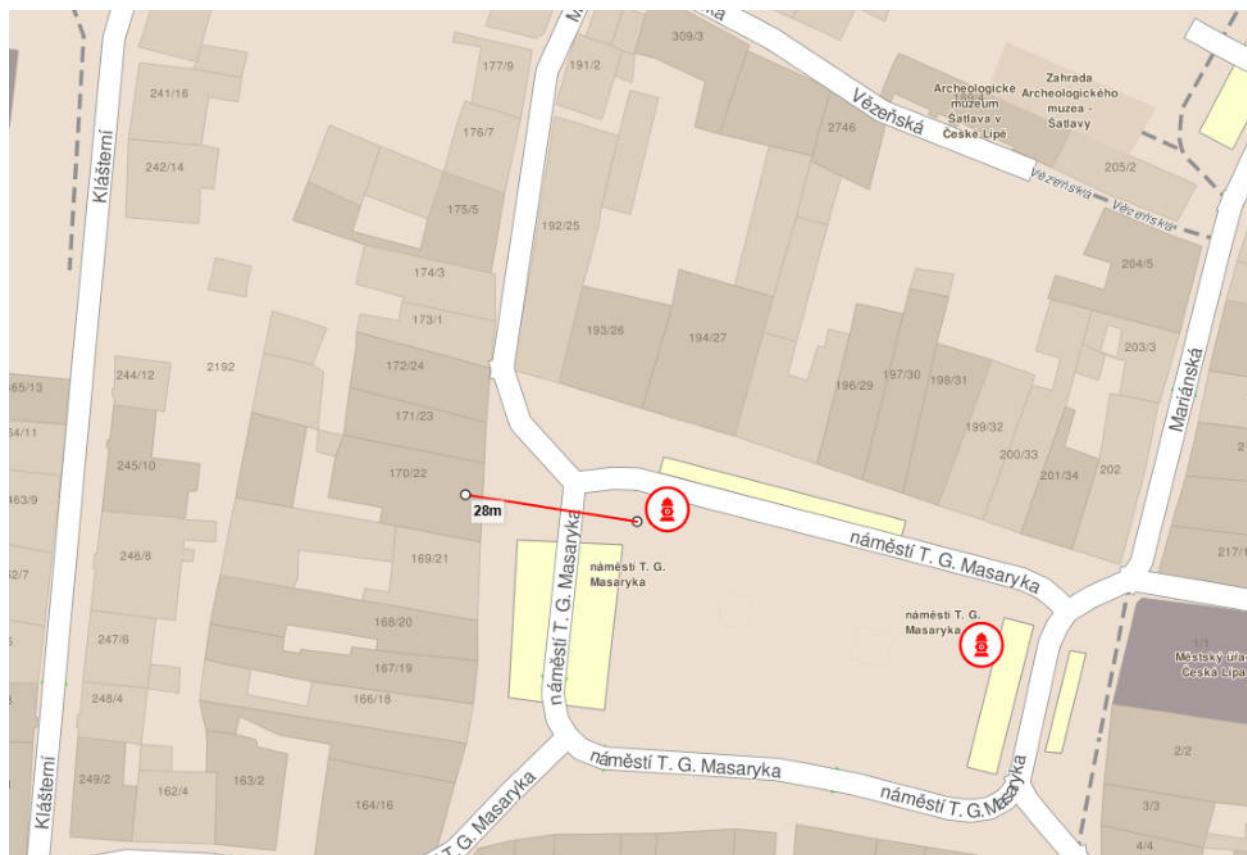 177/9
191/2
309/3
241/16
Klášterní
176/7
242/14
175/5
192/25
174/3
173/1
172/24
193/26
194/27
2746
Vězeňská
Archeologické
muzeum
Šatlava v
České Lípě
Zahrada
Archeologického
muzea -
Šatlavy
205/2
Vězeňská
Vězeňská
204/5
203/3
Mariánská
2192
244/12
171/23
170/22
245/10
196/29
197/30
198/31
199/32
200/33
201/34
202
28m
náměstí T. G. Masaryka
náměstí T. G.
Masaryka
náměstí T. G. Masaryka
169/21
246/8
168/20
247/6
167/19
166/18
248/4
náměstí T. G.
Masaryka
1/1
Městský úřa
Česká Lípa
217/1
249/2
162/4
163/2
164/16
náměstí T. G. Masaryka
náměstí T. G. Masaryka
2/2
3/3
4/4
Klášterní
T. G. Masaryka